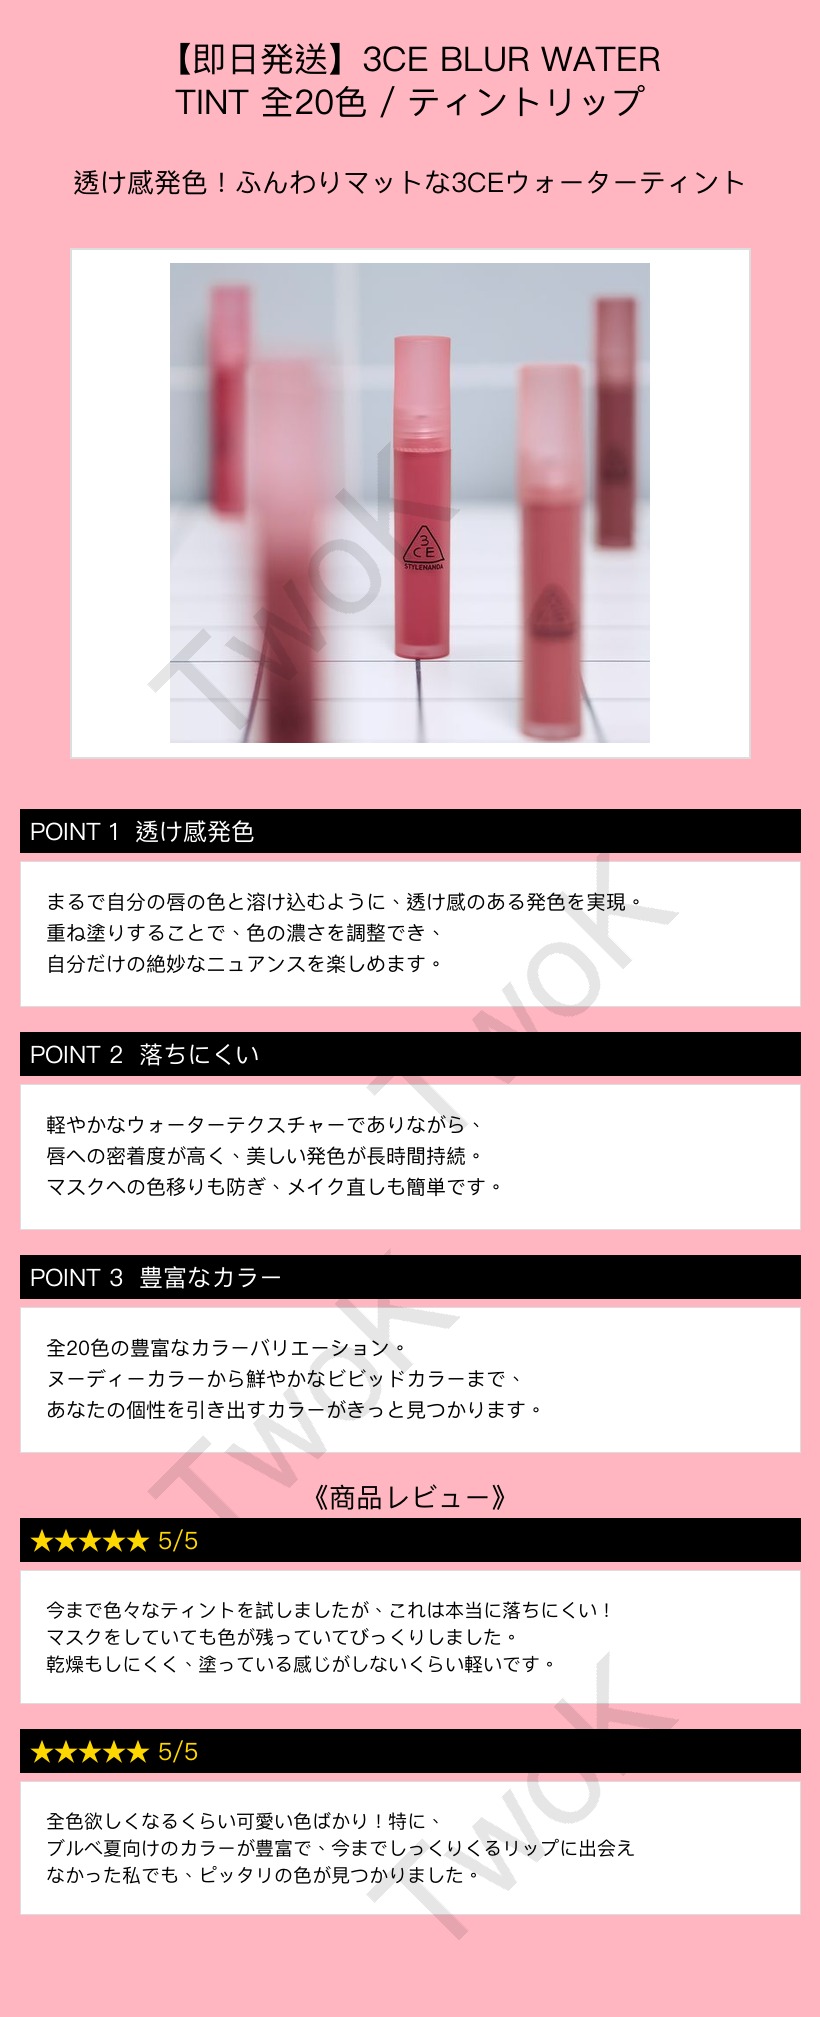 【即日発送】3CE BLUR WATER
TINT 全20色 / ティントリップ
透け感発色！ふんわりマットな3CEウォーターティント
3
CE
STYLENANDA
TwoK
POINT 1 透け感発色
まるで自分の唇の色と溶け込むように、透け感のある発色を実現。
重ね塗りすることで、色の濃さを調整でき、
自分だけの絶妙なニュアンスを楽しめます。
TwoK
POINT 2 落ちにくい
軽やかなウォーターテクスチャーでありながら、
唇への密着度が高く、美しい発色が長時間持続。
マスクへの色移りも防ぎ、メイク直しも簡単です。
POINT 3 豊富なカラー
全20色の豊富なカラーバリエーション。
ヌーディーカラーから鮮やかなビビッドカラーまで、
あなたの個性を引き出すカラーがきっと見つかります。
TwoK
《商品レビュー》
★★★★★ 5/5
今まで色々なティントを試しましたが、これは本当に落ちにくい！
マスクをしていても色が残っていてびっくりしました。
乾燥もしにくく、塗っている感じがしないくらい軽いです。
★★★★★ 5/5
全色欲しくなるくらい可愛い色ばかり！特に、
ブルベ夏向けのカラーが豊富で、今までしっくりくるリップに出会え
なかった私でも、ピッタリの色が見つかりました。
TwoK